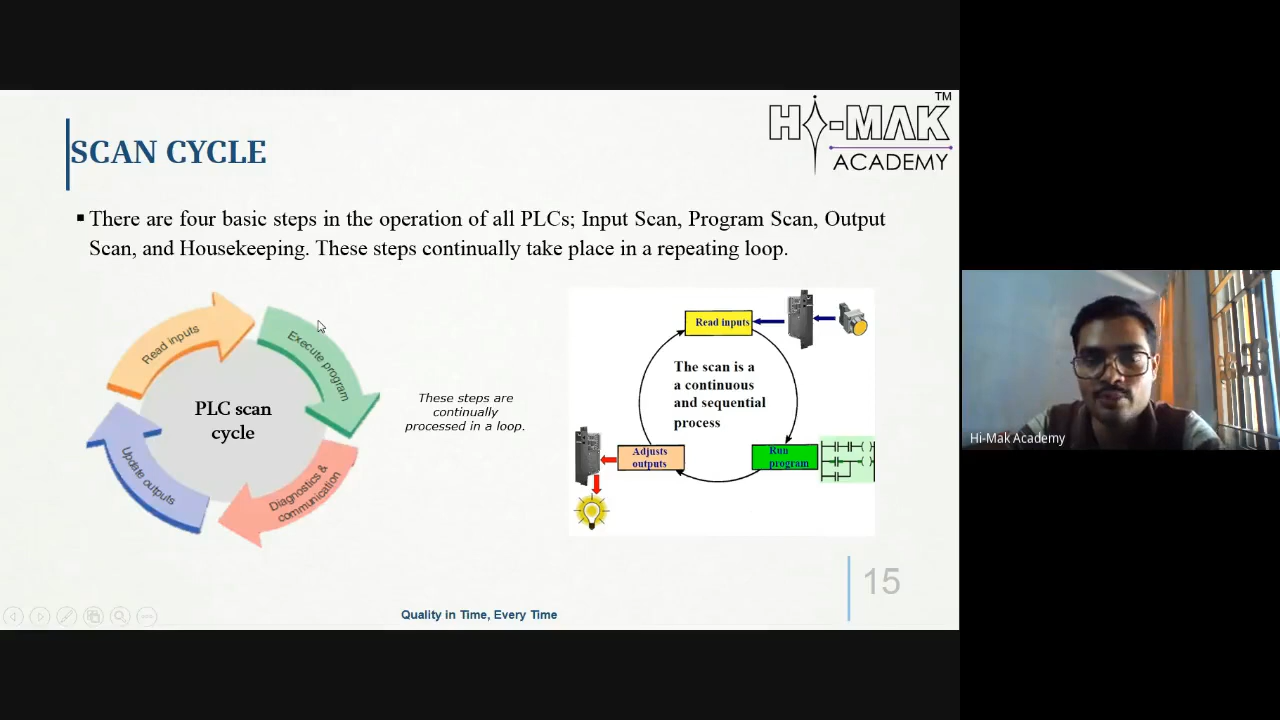 TM
HI-MAK
ACADEMY
SCAN CYCLE
There are four basic steps in the operation of all PLCs; Input Scan, Program Scan, Output
Scan, and Housekeeping. These steps continually take place in a repeating loop.
Read inputs
Execute program
Diagnostics &
communication
Update outputs
PLC scan
cycle
These steps are
continually
processed in a loop.
Read inputs
The scan is a
a continuous
and sequential
process
Adjusts
outputs
Run
program
Hi-Mak Academy
15
Quality in Time, Every Time